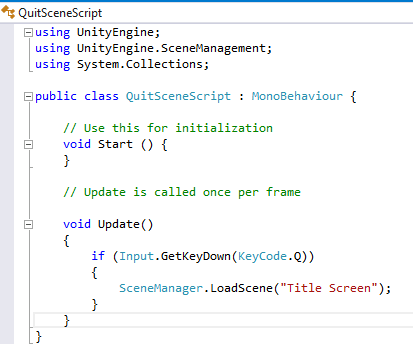 QuitSceneScript
using UnityEngine;
using UnityEngine.SceneManagement;
using System.Collections;
public class QuitSceneScript : MonoBehaviour {
// Use this for initialization
void Start () {
}
// Update is called once per frame
void Update()
{
if (Input.GetKeyDown(KeyCode.Q))
{
SceneManager.LoadScene("Title Screen");
}
}
}